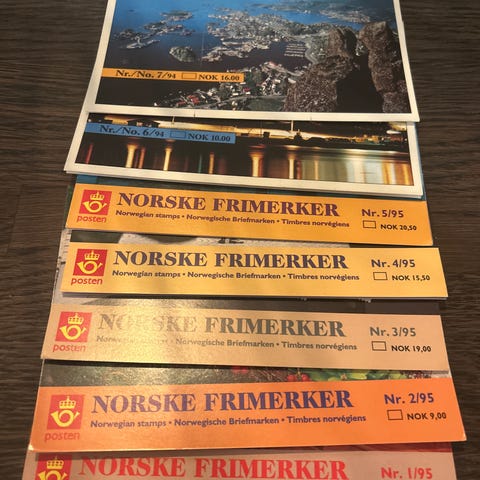 Nr./No. 7/94 NOK 16.00
Nr./No. 6/94 NOK 10.00
posten
NORSKE FRIMERKER
Norwegian stamps • Norwegische Briefmarken • Timbres norvégiens
Nr. 5/95
NOK 20,50
posten
NORSKE FRIMERKER
Norwegian stamps • Norwegische Briefmarken • Timbres norvégiens
Nr. 4/95
NOK 15,50
posten
NORSKE FRIMERKER
Norwegian stamps • Norwegische Briefmarken • Timbres norvégiens
Nr. 3/95
NOK 19,00
posten
NORSKE FRIMERKER
Norwegian stamps • Norwegische Briefmarken • Timbres norvégiens
Nr. 2/95
NOK 9,00
NORSKE FRIMERKER
Nr. 1/95